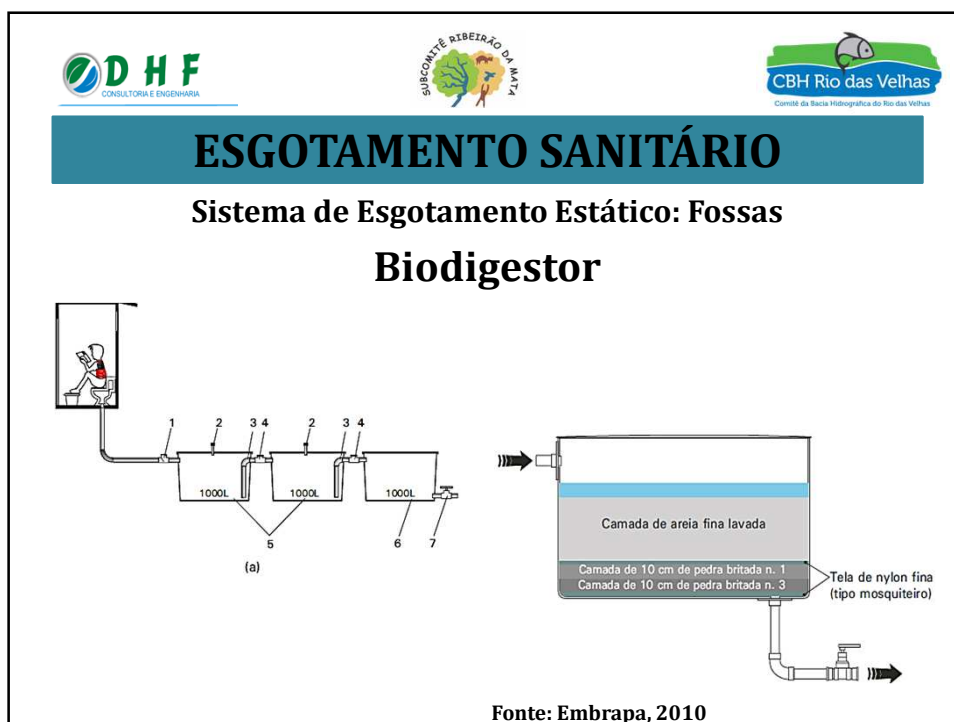 DHF
CONSULTORIA E ENGENHARIA
SUBCOMITÊ RIBEIRÃO DA MATA
CBH Rio das Velhas
Comitê da Bacia Hidrográfica do Rio das Velhas
ESGOTAMENTO SANITÁRIO
Sistema de Esgotamento Estático: Fossas
Biodigestor
1 2 3 4 2 3 4
1000L 1000L 1000L
5 6 7
(a)
Camada de areia fina lavada
Camada de 10 cm de pedra britada n. 1
Camada de 10 cm de pedra britada n. 3
Tela de nylon fina
(tipo mosquiteiro)
Fonte: Embrapa, 2010